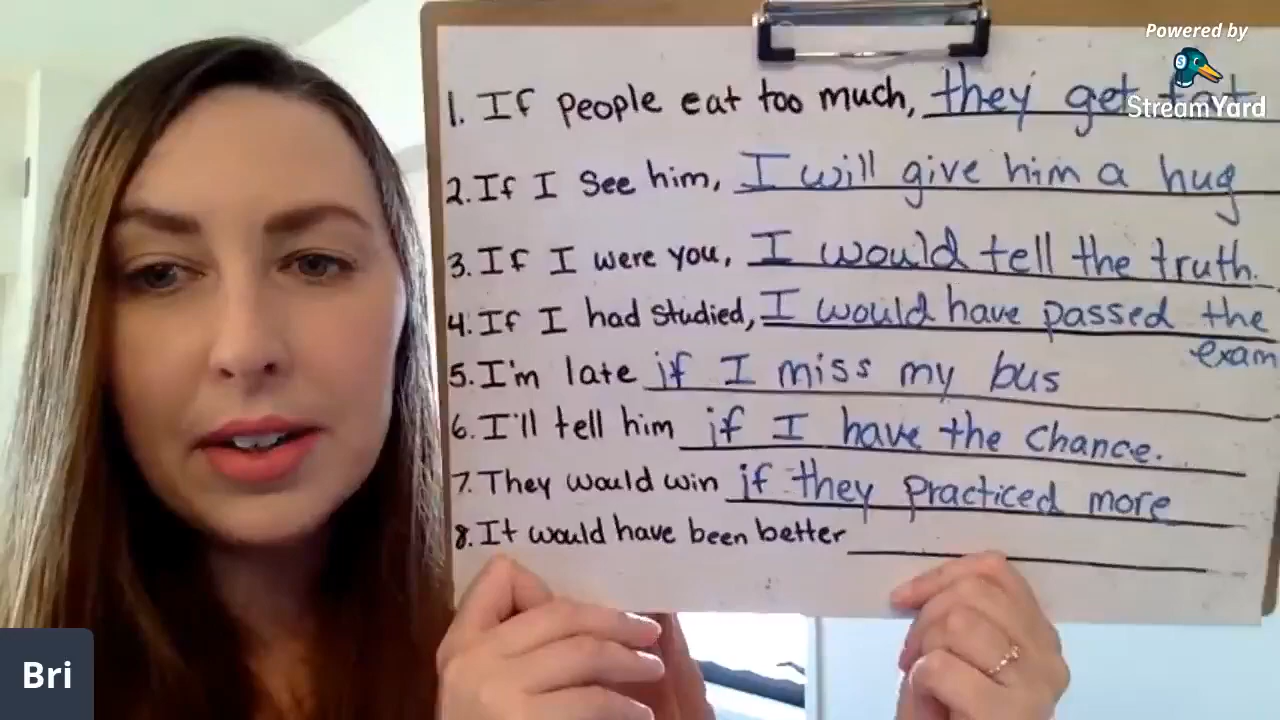 Powered by
StreamYard
1. If people eat too much, they get fat
2. If I See him, I will give him a hug
3. If I were you, I would tell the truth.
4. If I had studied, I would have passed the
exam
5. I'm late if I miss my bus
6. I'll tell him if I have the chance.
7. They would win if they practiced more
8. It would have been better
Bri